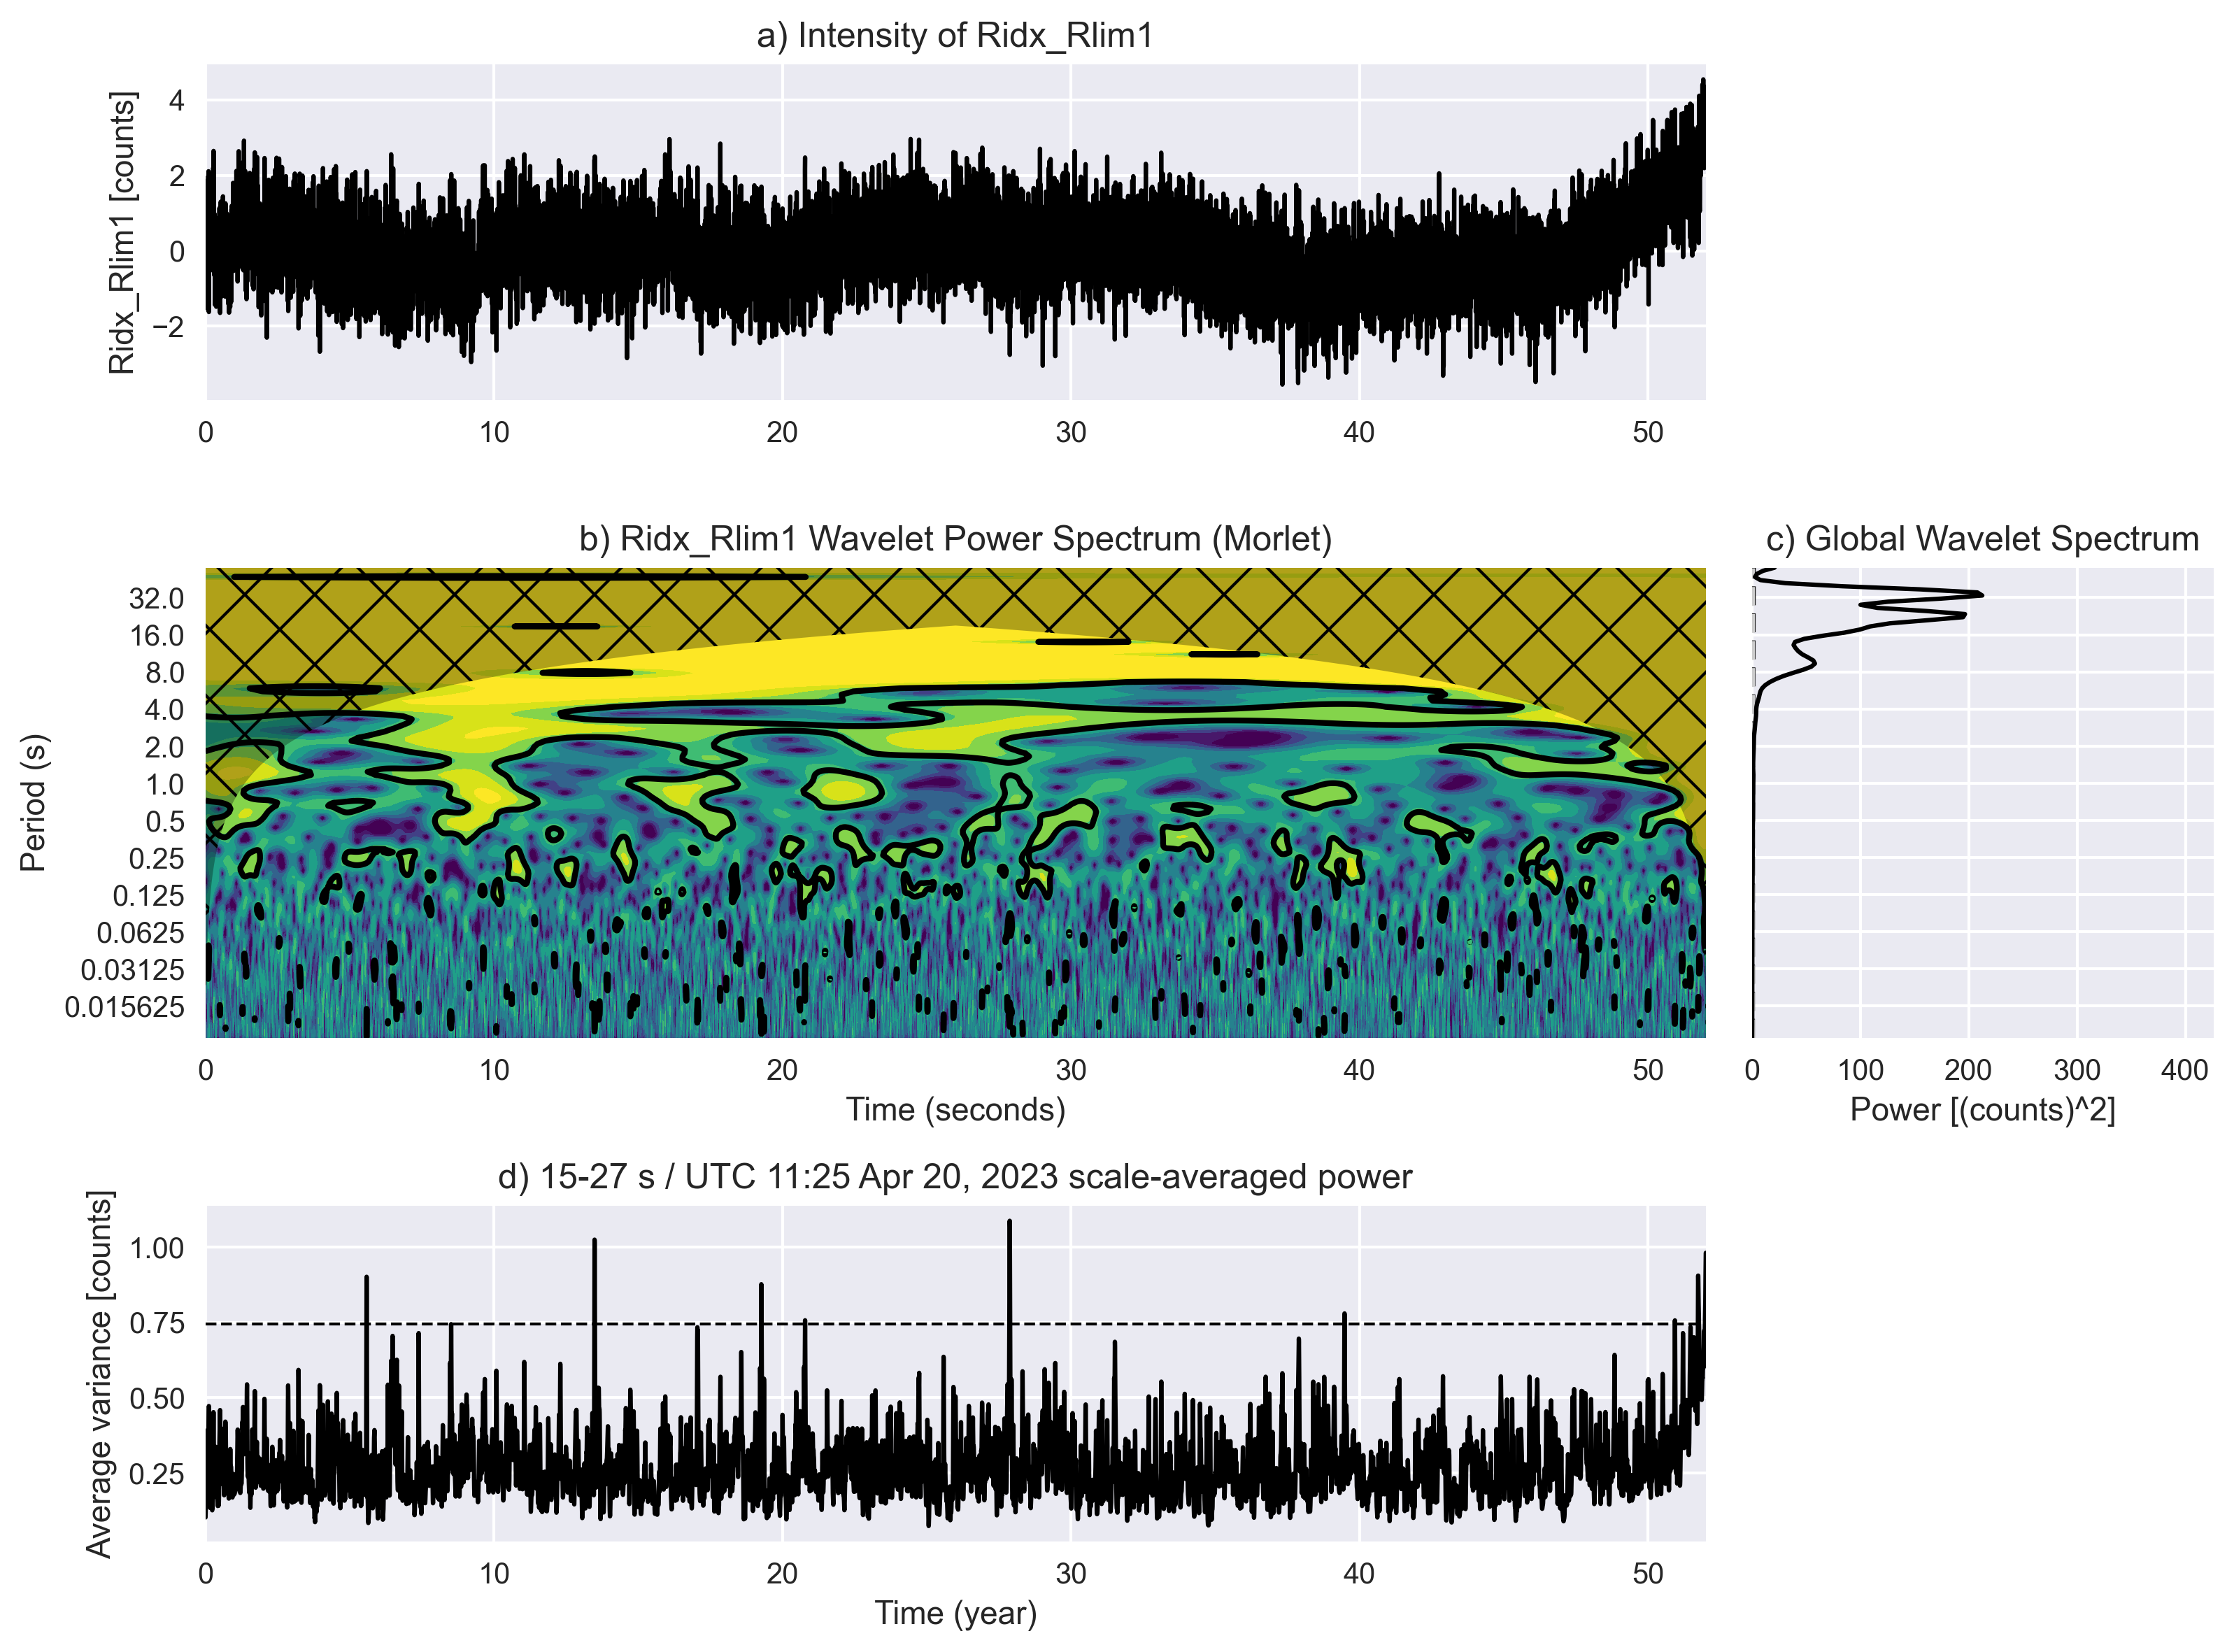 a) Intensity of Ridx_Rlim1
Ridx_Rlim1 [counts]
4
2
0
−2
0 10 20 30 40 50
b) Ridx_Rlim1 Wavelet Power Spectrum (Morlet)
Period (s)
32.0
16.0
8.0
4.0
2.0
1.0
0.5
0.25
0.125
0.0625
0.03125
0.015625
0 10 20 30 40 50
Time (seconds)
c) Global Wavelet Spectrum
0 100 200 300 400
Power [(counts)^2]
d) 15-27 s / UTC 11:25 Apr 20, 2023 scale-averaged power
Average variance [counts]
1.00
0.75
0.50
0.25
0 10 20 30 40 50
Time (year)